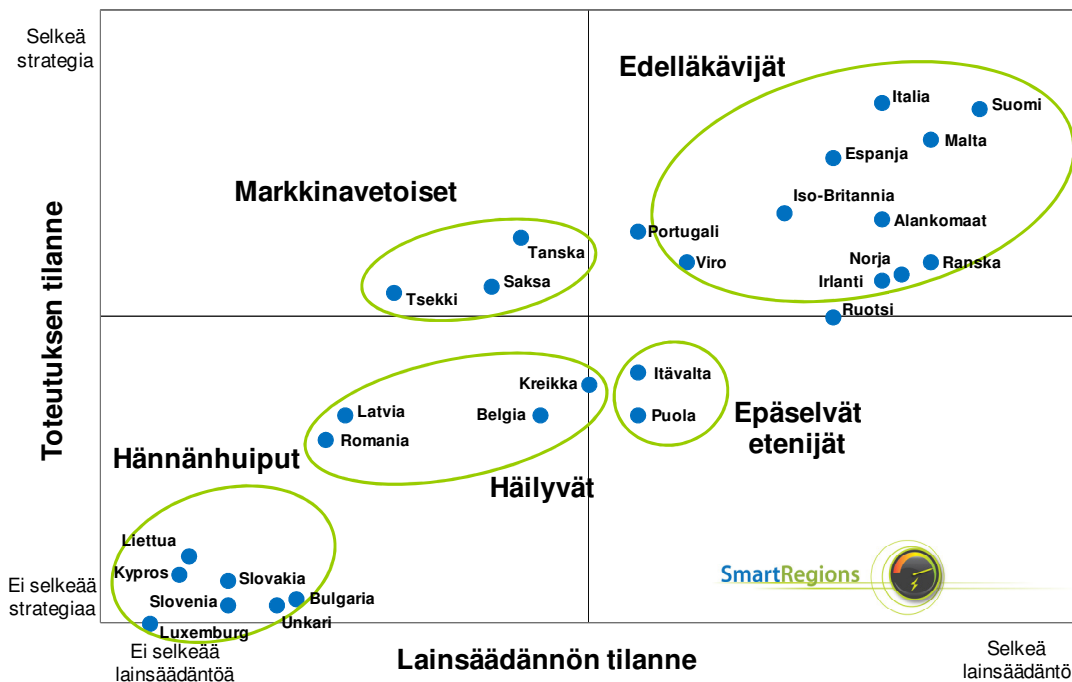 Selkeä
strategia
Edelläkävijät
Italia
Suomi
Malta
Espanja
Markkinavetoiset
Iso-Britannia
Alankomaat
Portugali
Tanska
Viro
Norja
Ranska
Saksa
Irlanti
Tsekki
Ruotsi
Toteutuksen tilanne
Itävalta
Kreikka
Latvia
Belgia
Puola
Epäselvät
etenijät
Romania
Hännänhuiput
Häilyvät
Liettua
Kypros
Slovakia
SmartRegions
Ei selkeää
strategiaa
Slovenia
Bulgaria
Unkari
Luxemburg
Ei selkeää
lainsäädäntöä
Lainsäädännön tilanne
Selkeä
lainsäädäntö